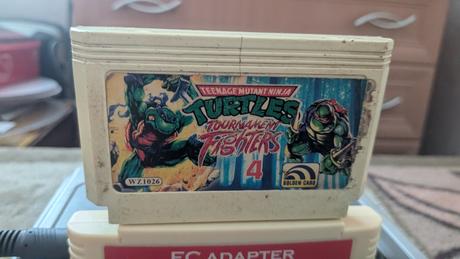 TEENAGE MUTANT NINJA
TURTLES
TOURNAMENT
FIGHTERS
4
WZ1026
GOLDEN CARD
FC ADAPTER